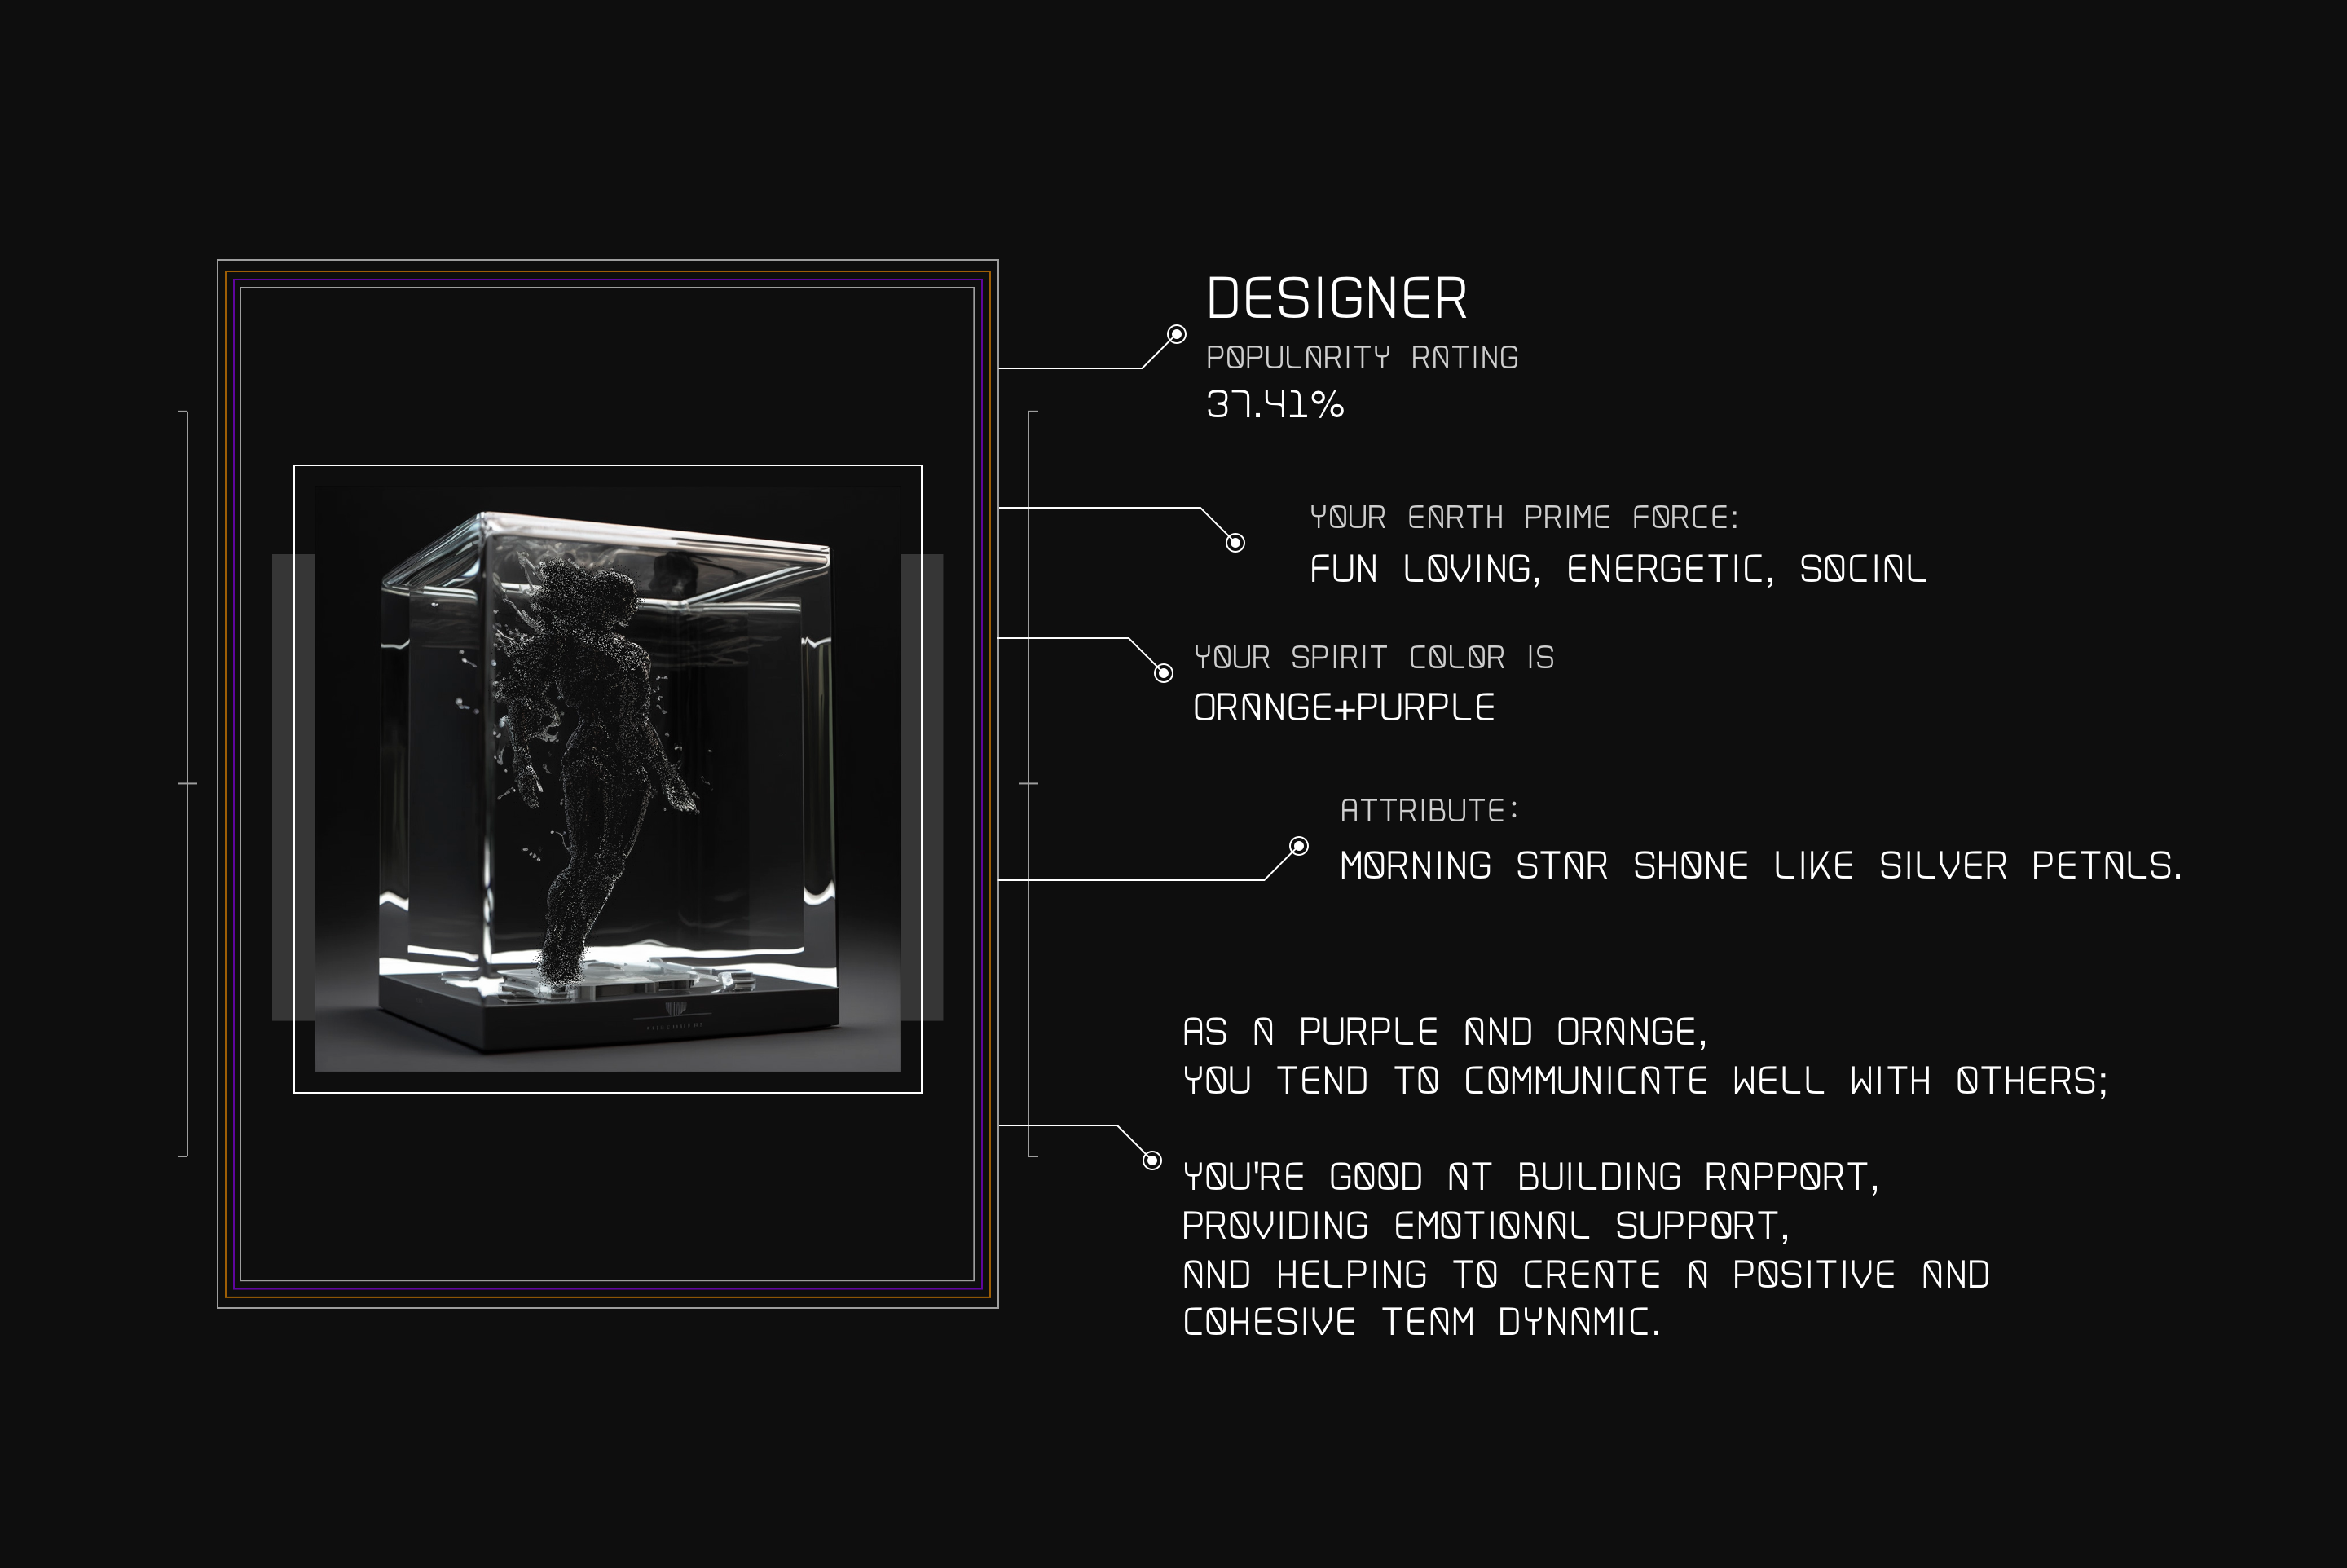 DESIGNER
POPULARITY RATING
37.41%
YOUR EARTH PRIME FORCE:
FUN LOVING, ENERGETIC, SOCIAL
YOUR SPIRIT COLOR IS
ORANGE+PURPLE
ATTRIBUTE:
MORNING STAR SHONE LIKE SILVER PETALS.
AS A PURPLE AND ORANGE,
YOU TEND TO COMMUNICATE WELL WITH OTHERS;
YOU'RE GOOD AT BUILDING RAPPORT,
PROVIDING EMOTIONAL SUPPORT,
AND HELPING TO CREATE A POSITIVE AND
COHESIVE TEAM DYNAMIC.